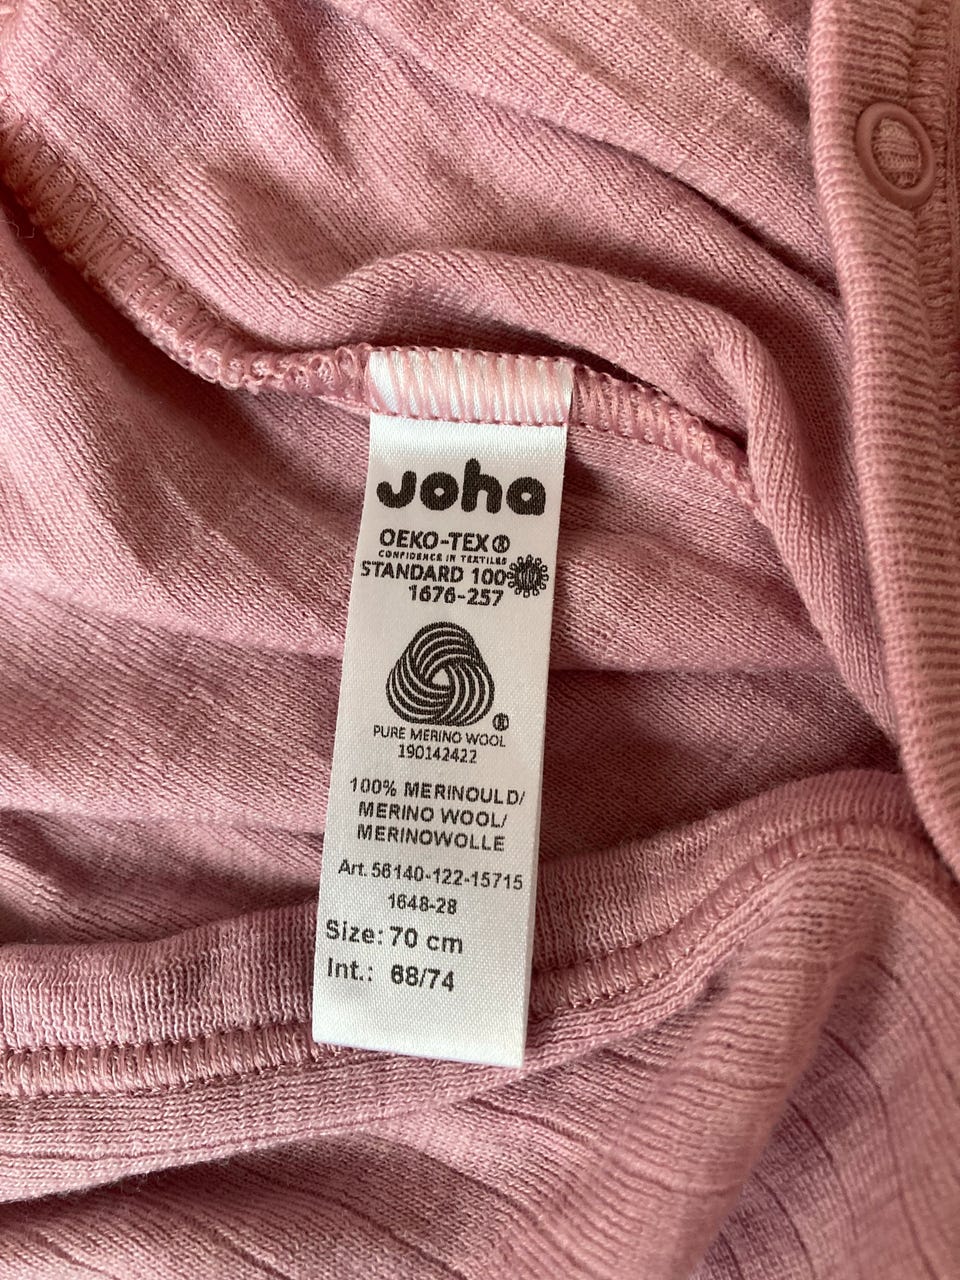 Joha
OEKO-TEX®
CONFIDENCE IN TEXTILES
STANDARD 100
1676-257
®
PURE MERINO WOOL
190142422
100% MERINOULD/
MERINO WOOL/
MERINOWOLLE
Art. 56140-122-15715
1648-28
Size: 70 cm
Int.: 68/74